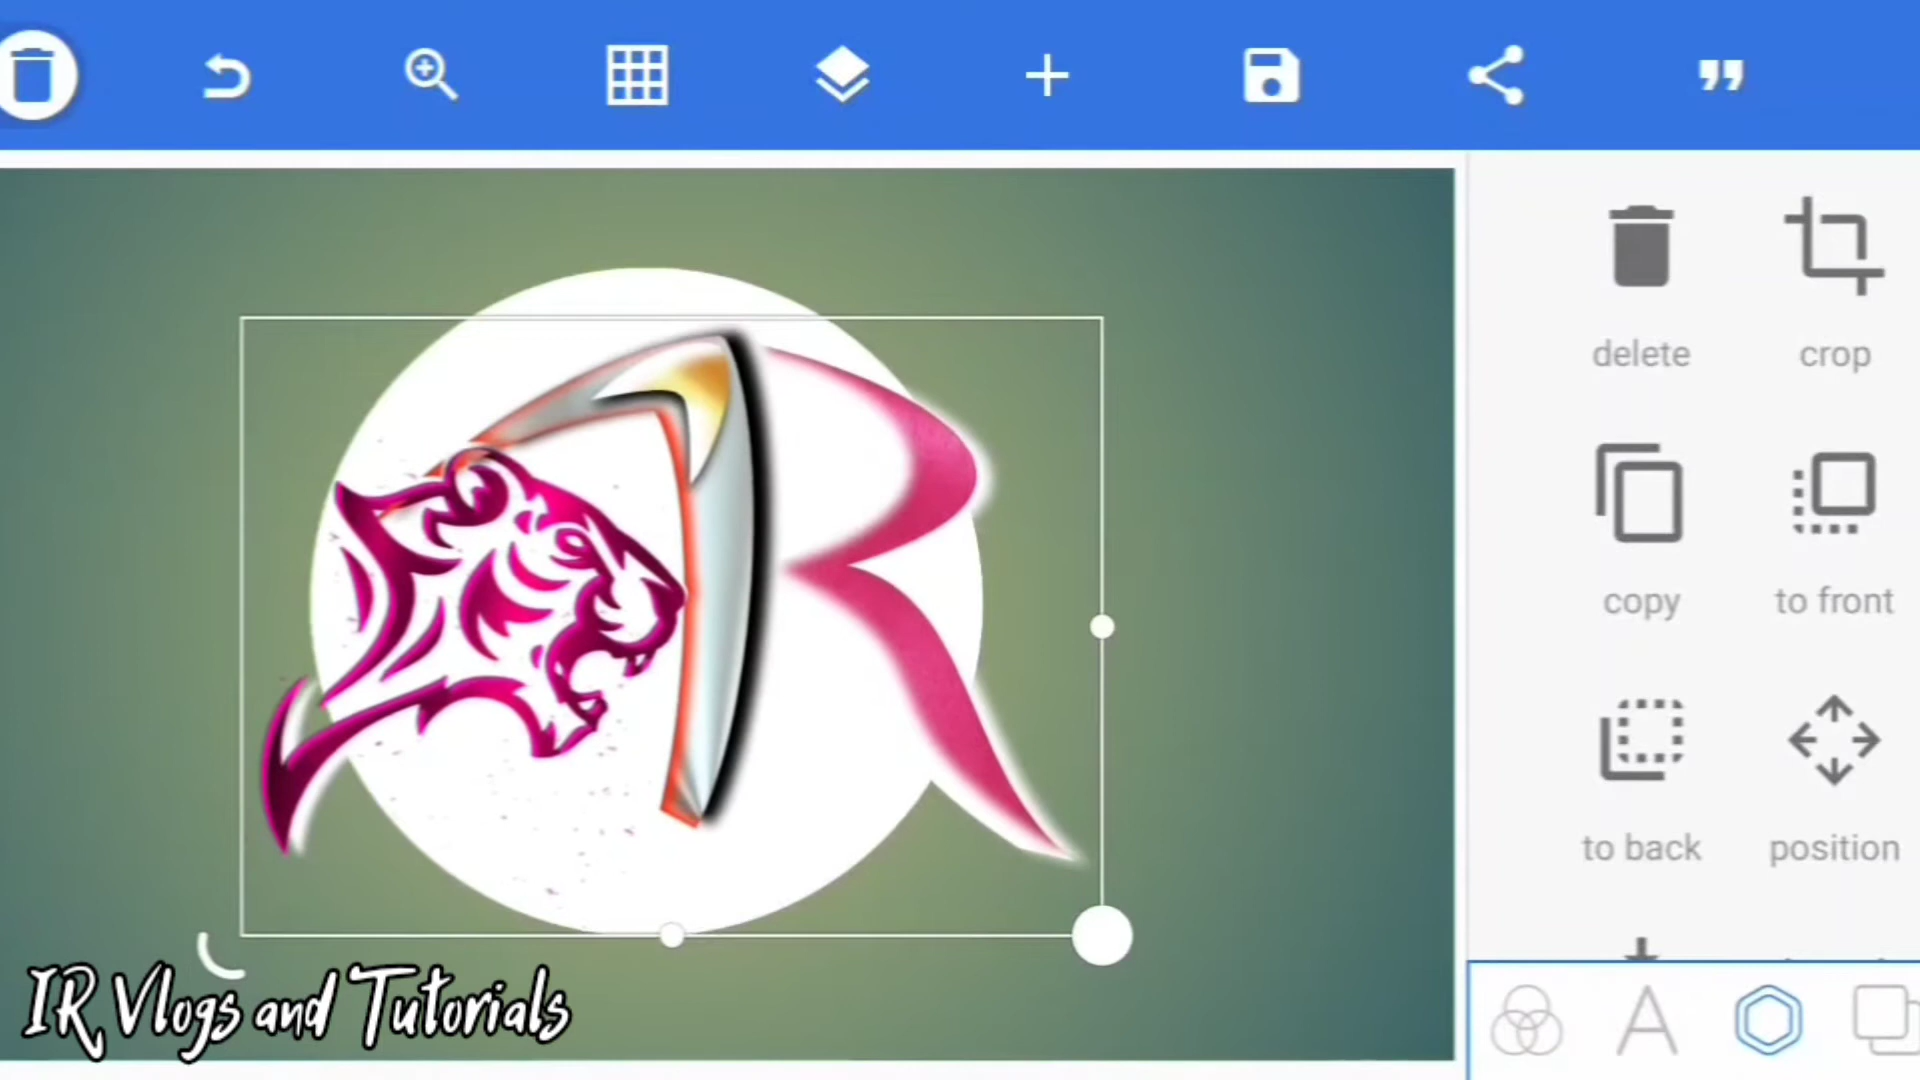 delete
crop
copy
to front
to back
position
R
IR Vlogs and Tutorials